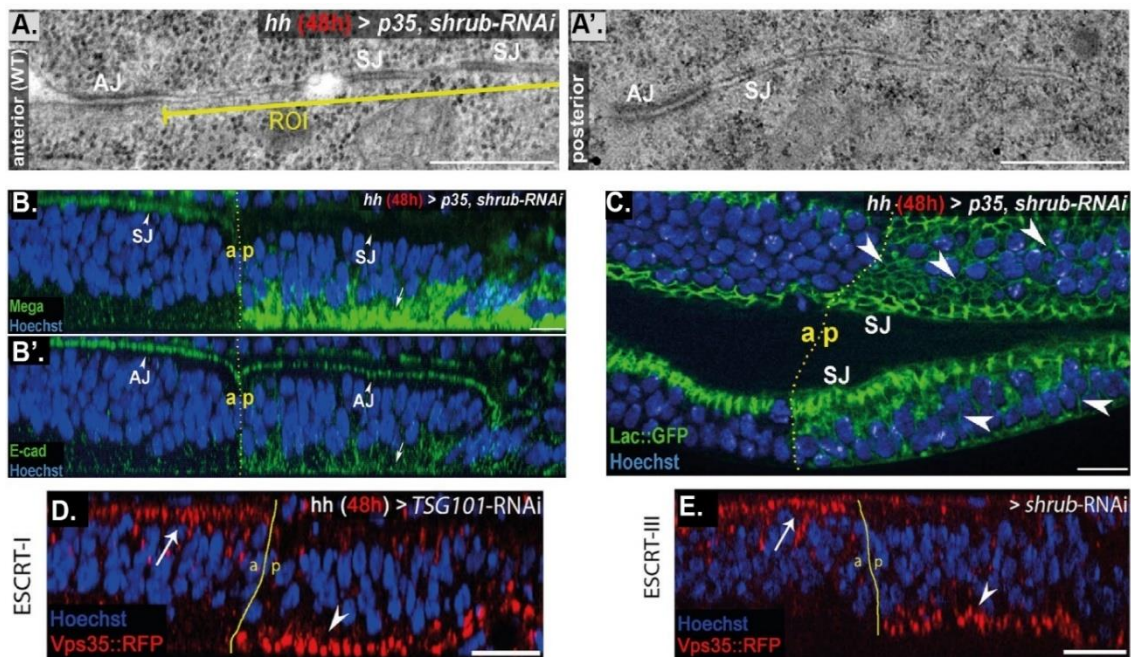 A.
hh (48h) > p35, shrub-RNAi
anterior (WT)
AJ
SJ
SJ
ROI
A'.
posterior
AJ
SJ
B.
hh (48h) > p35, shrub-RNAi
SJ
a p
SJ
Mega
Hoechst
B'.
AJ
a p
AJ
E-cad
Hoechst
C.
hh (48h) > p35, shrub-RNAi
a p
SJ
SJ
Lac::GFP
Hoechst
ESCRT-I
D.
hh (48h) > TSG101-RNAi
a p
Hoechst
Vps35::RFP
ESCRT-III
E.
> shrub-RNAi
a p
Hoechst
Vps35::RFP